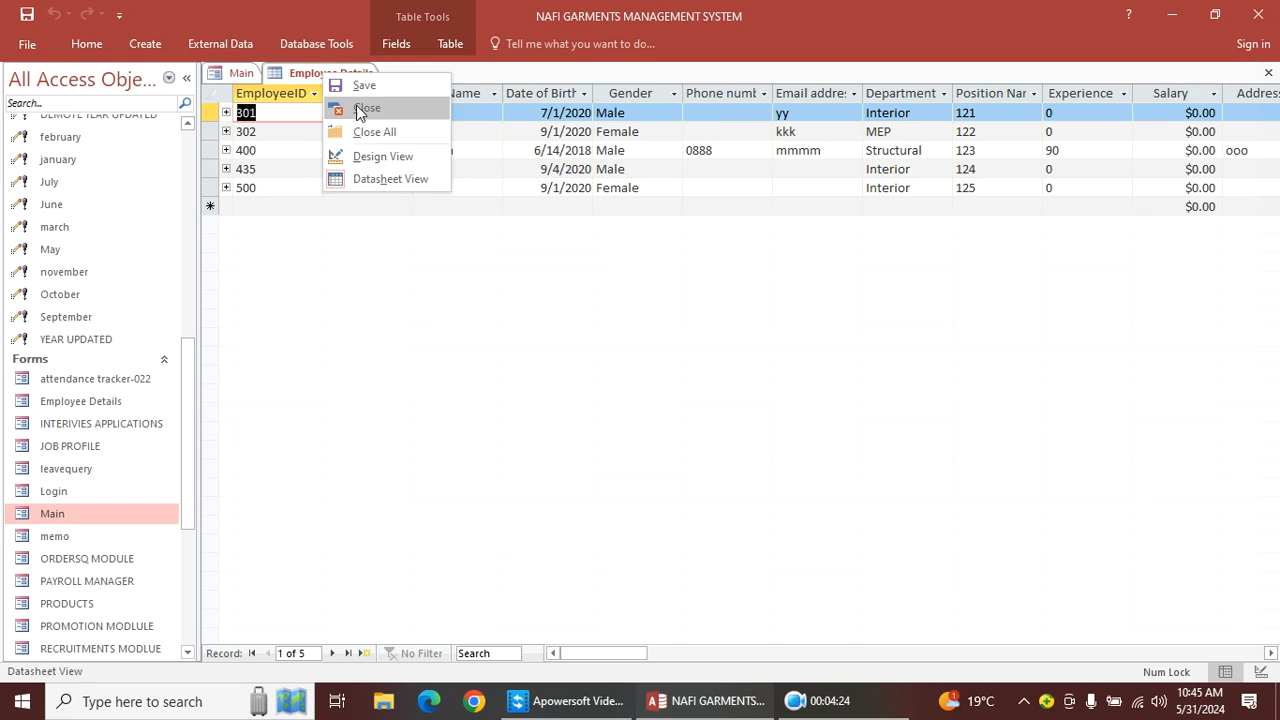 Table Tools
NAFI GARMENTS MANAGEMENT SYSTEM
?
File
Home
Create
External Data
Database Tools
Fields
Table
Tell me what you want to do...
Sign in
All Access Obje...
Search...
february
january
July
June
march
May
november
October
September
YEAR UPDATED
Forms
attendance tracker-022
Employee Details
INTERIVIES APPLICATIONS
JOB PROFILE
leavequery
Login
Main
memo
ORDERSQ MODULE
PAYROLL MANAGER
PRODUCTS
PROMOTION MODLULE
RECRUITMENTS MODLUE
Main
Employee Details
Save
Close
Close All
Design View
Datasheet View
EmployeeID Name Date of Birth Gender Phone numb Email addre Department Position Nar Experience Salary Address
301 7/1/2020 Male yy Interior 121 0 $0.00
302 9/1/2020 Female kkk MEP 122 0 $0.00
400 6/14/2018 Male 0888 mmmm Structural 123 90 $0.00 ooo
435 9/4/2020 Male Interior 124 0 $0.00
500 9/1/2020 Female Interior 125 0 $0.00
$0.00
Record: 1 of 5 No Filter Search
Datasheet View
Num Lock
Type here to search
Apowersoft Vide...
NAFI GARMENTS...
00:04:24
1
19°C
10:45 AM
5/31/2024